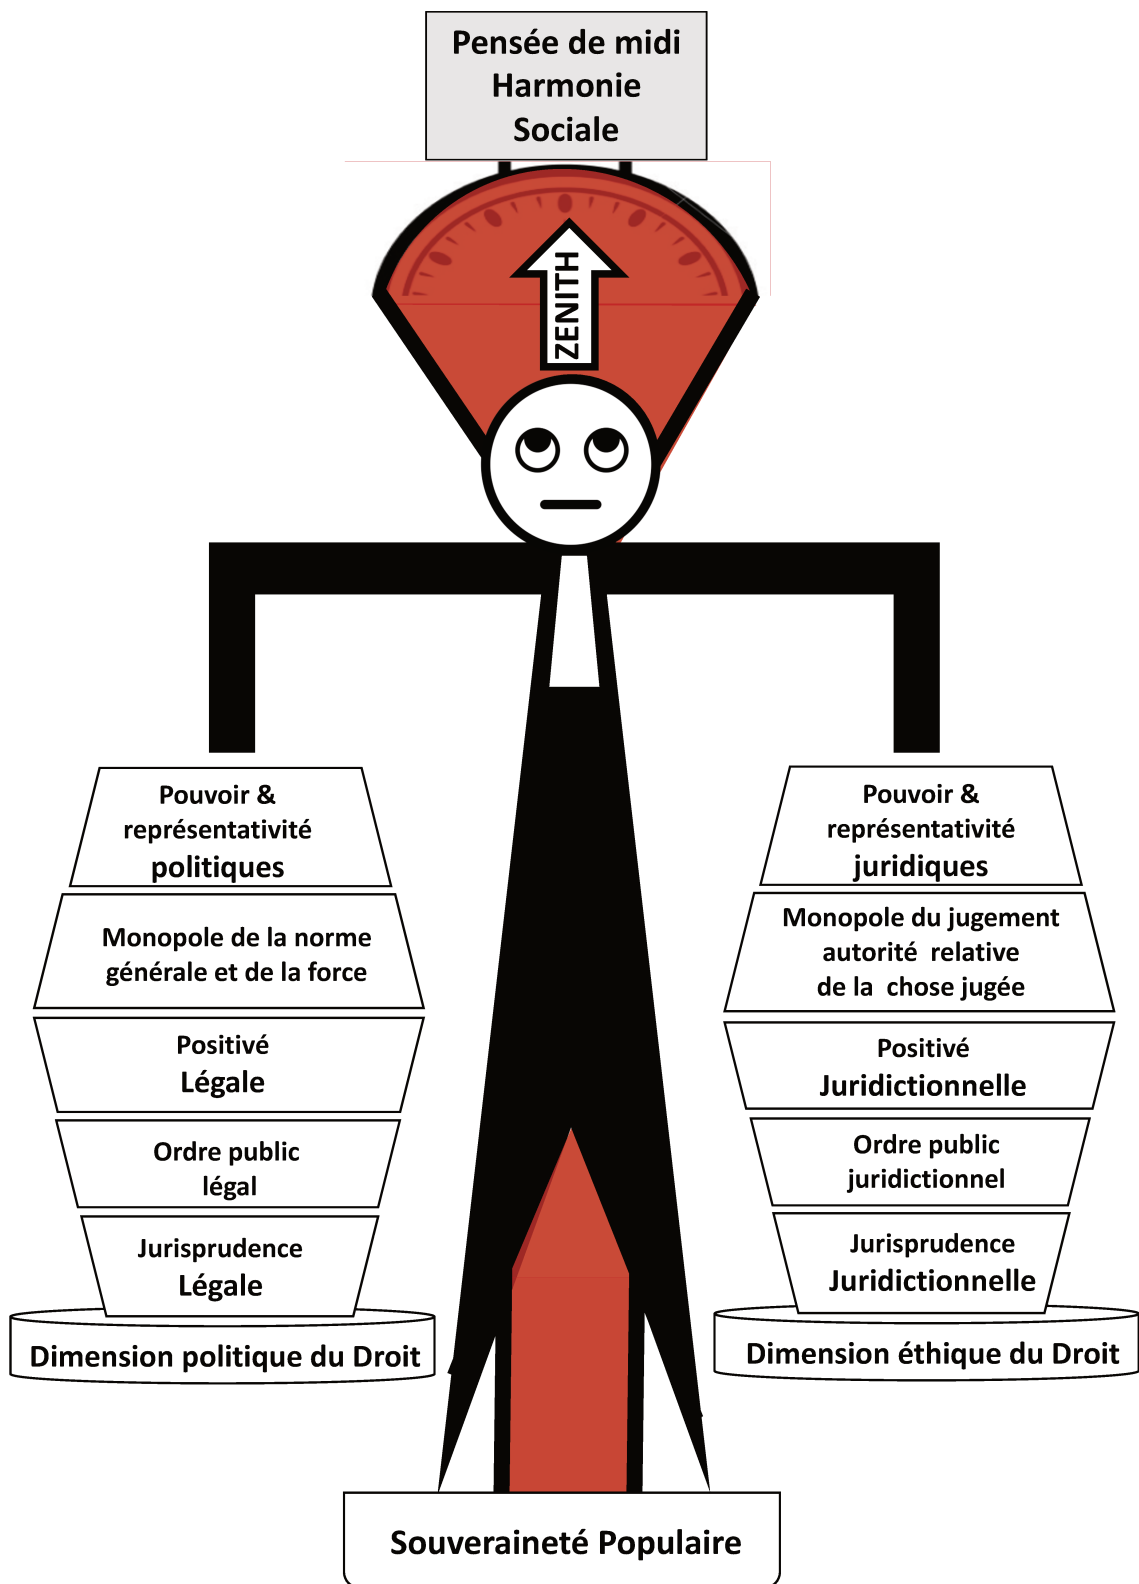 Pensée de midi
Harmonie
Sociale
ZENITH
Pouvoir &
représentativité
politiques
Monopole de la norme
générale et de la force
Positivé
Légale
Ordre public
légal
Jurisprudence
Légale
Dimension politique du Droit
Pouvoir &
représentativité
juridiques
Monopole du jugement
autorité relative
de la chose jugée
Positivé
Juridictionnelle
Ordre public
juridictionnel
Jurisprudence
Juridictionnelle
Dimension éthique du Droit
Souveraineté Populaire